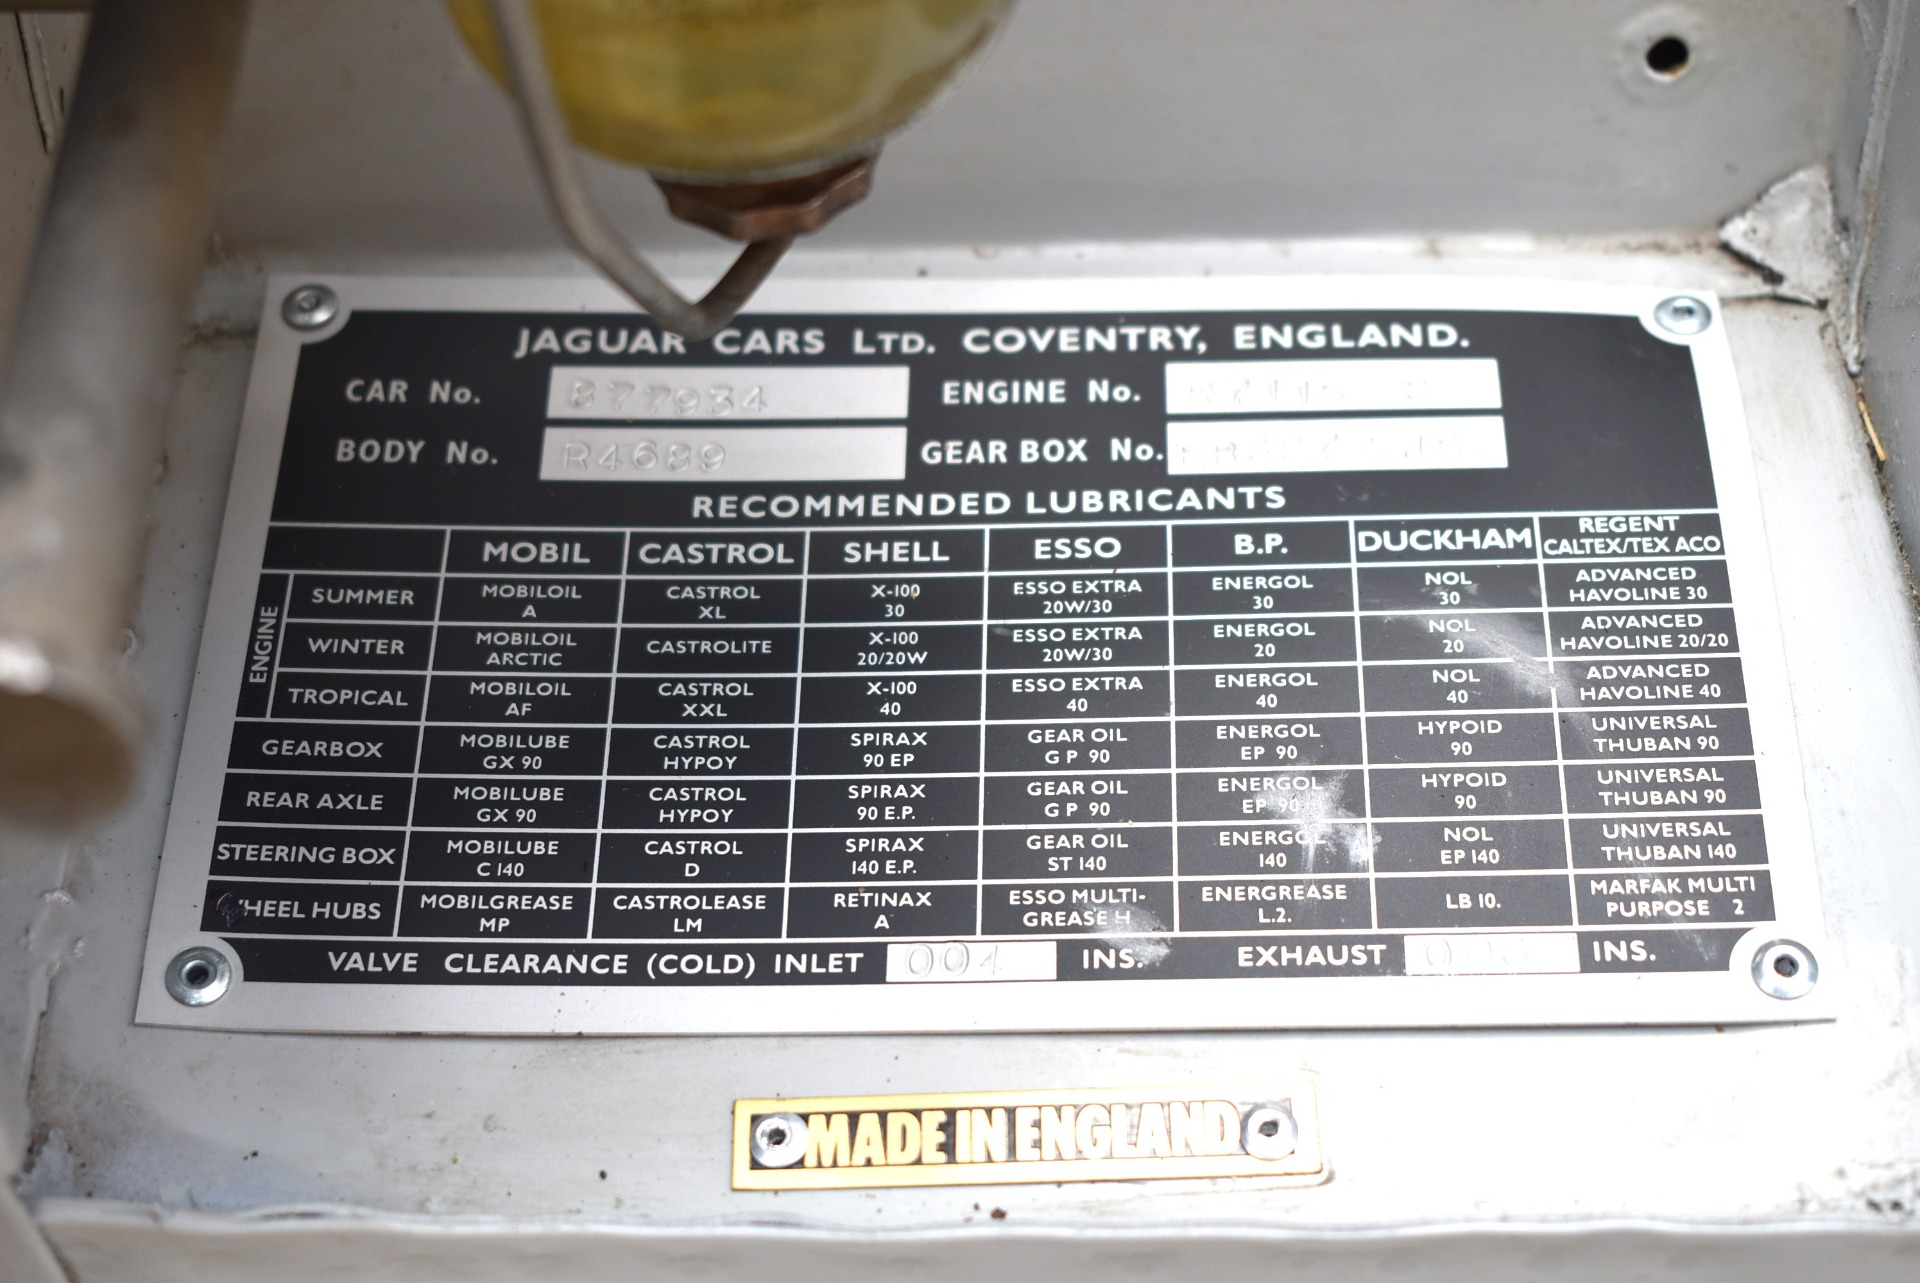 JAGUAR CARS LTD. COVENTRY, ENGLAND.
CAR No. 877934 ENGINE No.
BODY No. R4689 GEAR BOX No.
RECOMMENDED LUBRICANTS
MOBIL CASTROL SHELL ESSO B.P. DUCKHAM REGENT CALTEX/TEX ACO
ENGINE
SUMMER MOBILOIL A CASTROL XL X-100 30 ESSO EXTRA 20W/30 ENERGOL 30 NOL 30 ADVANCED HAVOLINE 30
WINTER MOBILOIL ARCTIC CASTROLITE X-100 20/20W ESSO EXTRA 20W/30 ENERGOL 20 NOL 20 ADVANCED HAVOLINE 20/20
TROPICAL MOBILOIL AF CASTROL XXL X-100 40 ESSO EXTRA 40 ENERGOL 40 NOL 40 ADVANCED HAVOLINE 40
GEARBOX MOBILUBE GX 90 CASTROL HYPOY SPIRAX 90 EP GEAR OIL G P 90 ENERGOL EP 90 HYPOID 90 UNIVERSAL THUBAN 90
REAR AXLE MOBILUBE GX 90 CASTROL HYPOY SPIRAX 90 E.P. GEAR OIL G P 90 ENERGOL EP 90 HYPOID 90 UNIVERSAL THUBAN 90
STEERING BOX MOBILUBE C 140 CASTROL D SPIRAX 140 E.P. GEAR OIL ST 140 ENERGOL 140 NOL EP 140 UNIVERSAL THUBAN 140
WHEEL HUBS MOBILGREASE MP CASTROLEASE LM RETINAX A ESSO MULTI-GREASE H ENERGREASE L.2. LB 10. MARFAK MULTI PURPOSE 2
VALVE CLEARANCE (COLD) INLET 004 INS. EXHAUST INS.
MADE IN ENGLAND